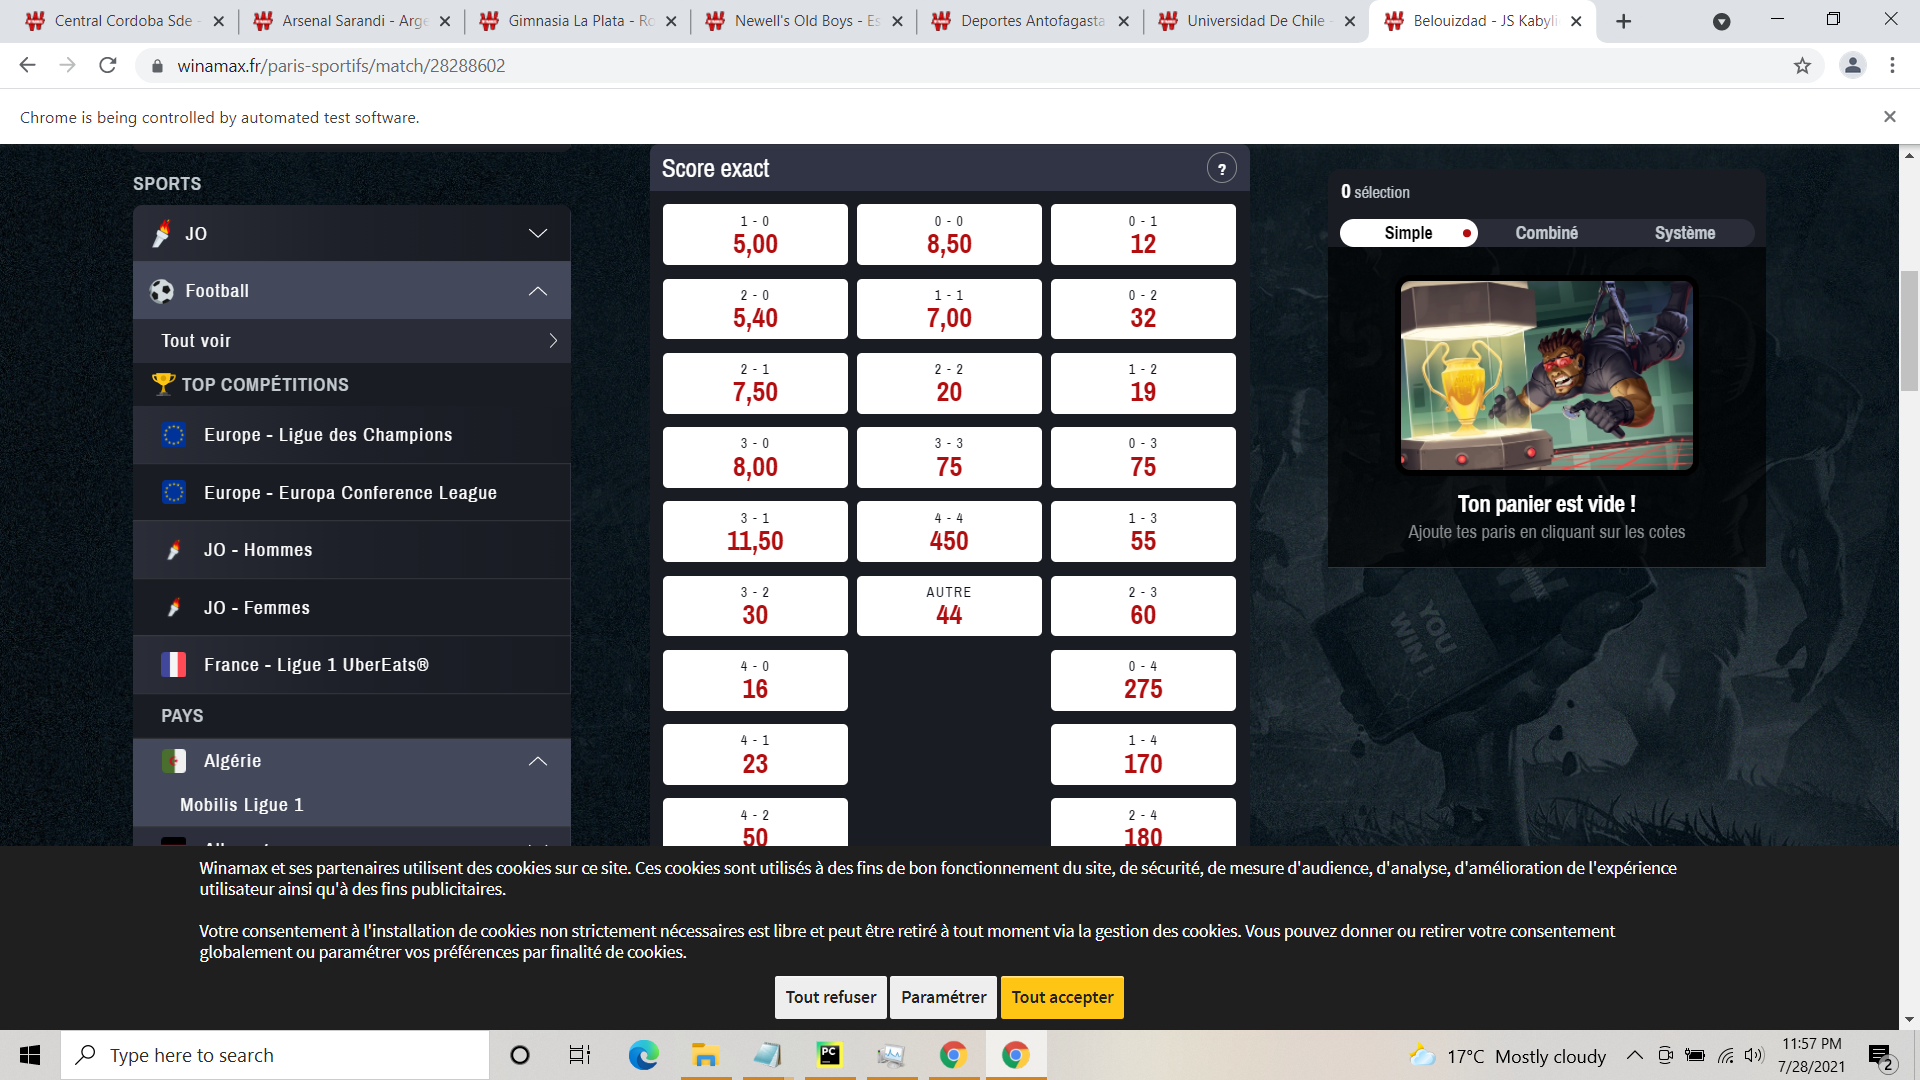 Central Cordoba Sde -
Arsenal Sarandi - Arge
Gimnasia La Plata - Ro
Newell's Old Boys - Es
Deportes Antofagasta
Universidad De Chile -
Belouizdad - JS Kabyli
winamax.fr/paris-sportifs/match/28288602
Chrome is being controlled by automated test software.
SPORTS
JO
Football
Tout voir
TOP COMPÉTITIONS
Europe - Ligue des Champions
Europe - Europa Conference League
JO - Hommes
JO - Femmes
France - Ligue 1 UberEats®
PAYS
Algérie
Mobilis Ligue 1
Score exact
?
1 - 0
5,00
0 - 0
8,50
0 - 1
12
2 - 0
5,40
1 - 1
7,00
0 - 2
32
2 - 1
7,50
2 - 2
20
1 - 2
19
3 - 0
8,00
3 - 3
75
0 - 3
75
3 - 1
11,50
4 - 4
450
1 - 3
55
3 - 2
30
AUTRE
44
2 - 3
60
4 - 0
16
0 - 4
275
4 - 1
23
1 - 4
170
4 - 2
50
2 - 4
180
0 sélection
Simple
Combiné
Système
Ton panier est vide !
Ajoute tes paris en cliquant sur les cotes
YOU
WIN!
Winamax et ses partenaires utilisent des cookies sur ce site. Ces cookies sont utilisés à des fins de bon fonctionnement du site, de sécurité, de mesure d'audience, d'analyse, d'amélioration de l'expérience
utilisateur ainsi qu'à des fins publicitaires.
Votre consentement à l'installation de cookies non strictement nécessaires est libre et peut être retiré à tout moment via la gestion des cookies. Vous pouvez donner ou retirer votre consentement
globalement ou paramétrer vos préférences par finalité de cookies.
Tout refuser
Paramétrer
Tout accepter
Type here to search
PC
17°C Mostly cloudy
11:57 PM
7/28/2021
2